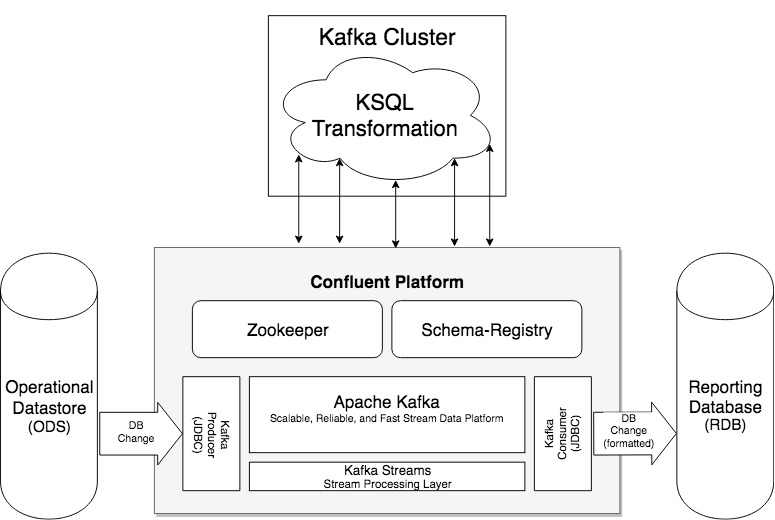 Kafka Cluster
KSQL
Transformation
Confluent Platform
Zookeeper
Schema-Registry
Operational
Datastore
(ODS)
DB
Change
Kafka
Producer
(JDBC)
Apache Kafka
Scalable, Reliable, and Fast Stream Data Platform
Kafka Streams
Stream Processing Layer
Kafka
Consumer
(JDBC)
DB
Change
(formatted)
Reporting
Database
(RDB)